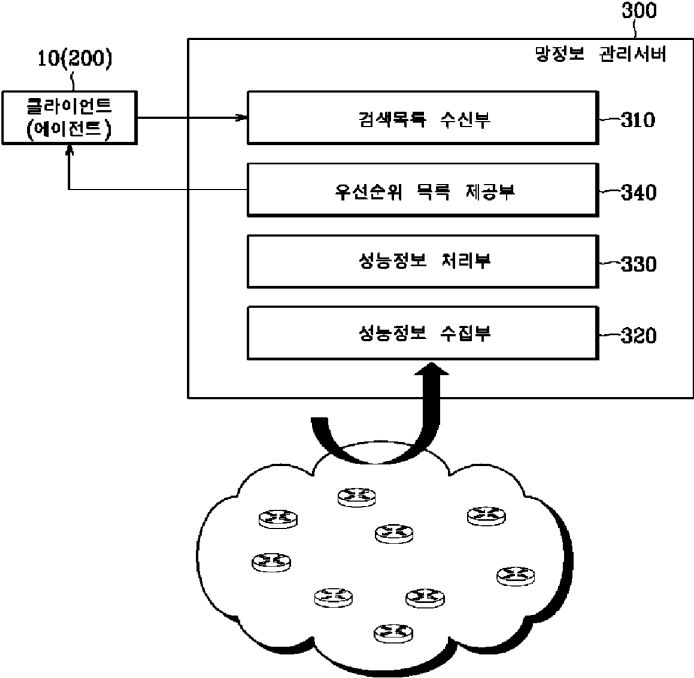 300
망정보 관리서버
10(200)
클라이언트
(에이전트)
검색목록 수신부
310
우선순위 목록 제공부
340
성능정보 처리부
330
성능정보 수집부
320